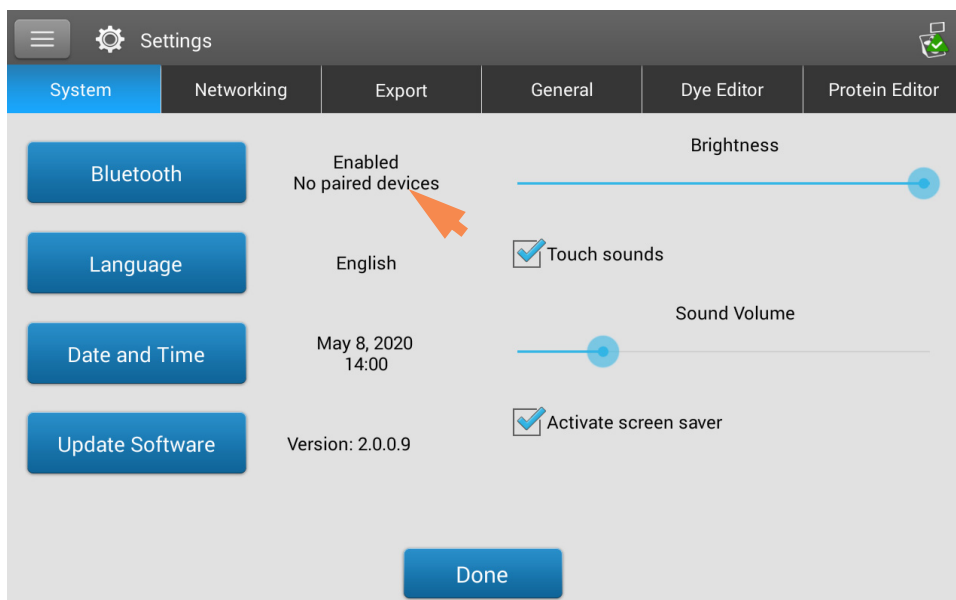 Settings
System Networking Export General Dye Editor Protein Editor
Bluetooth
Enabled
No paired devices
Brightness
Language
English
Touch sounds
Sound Volume
Date and Time
May 8, 2020
14:00
Activate screen saver
Update Software
Version: 2.0.0.9
Done